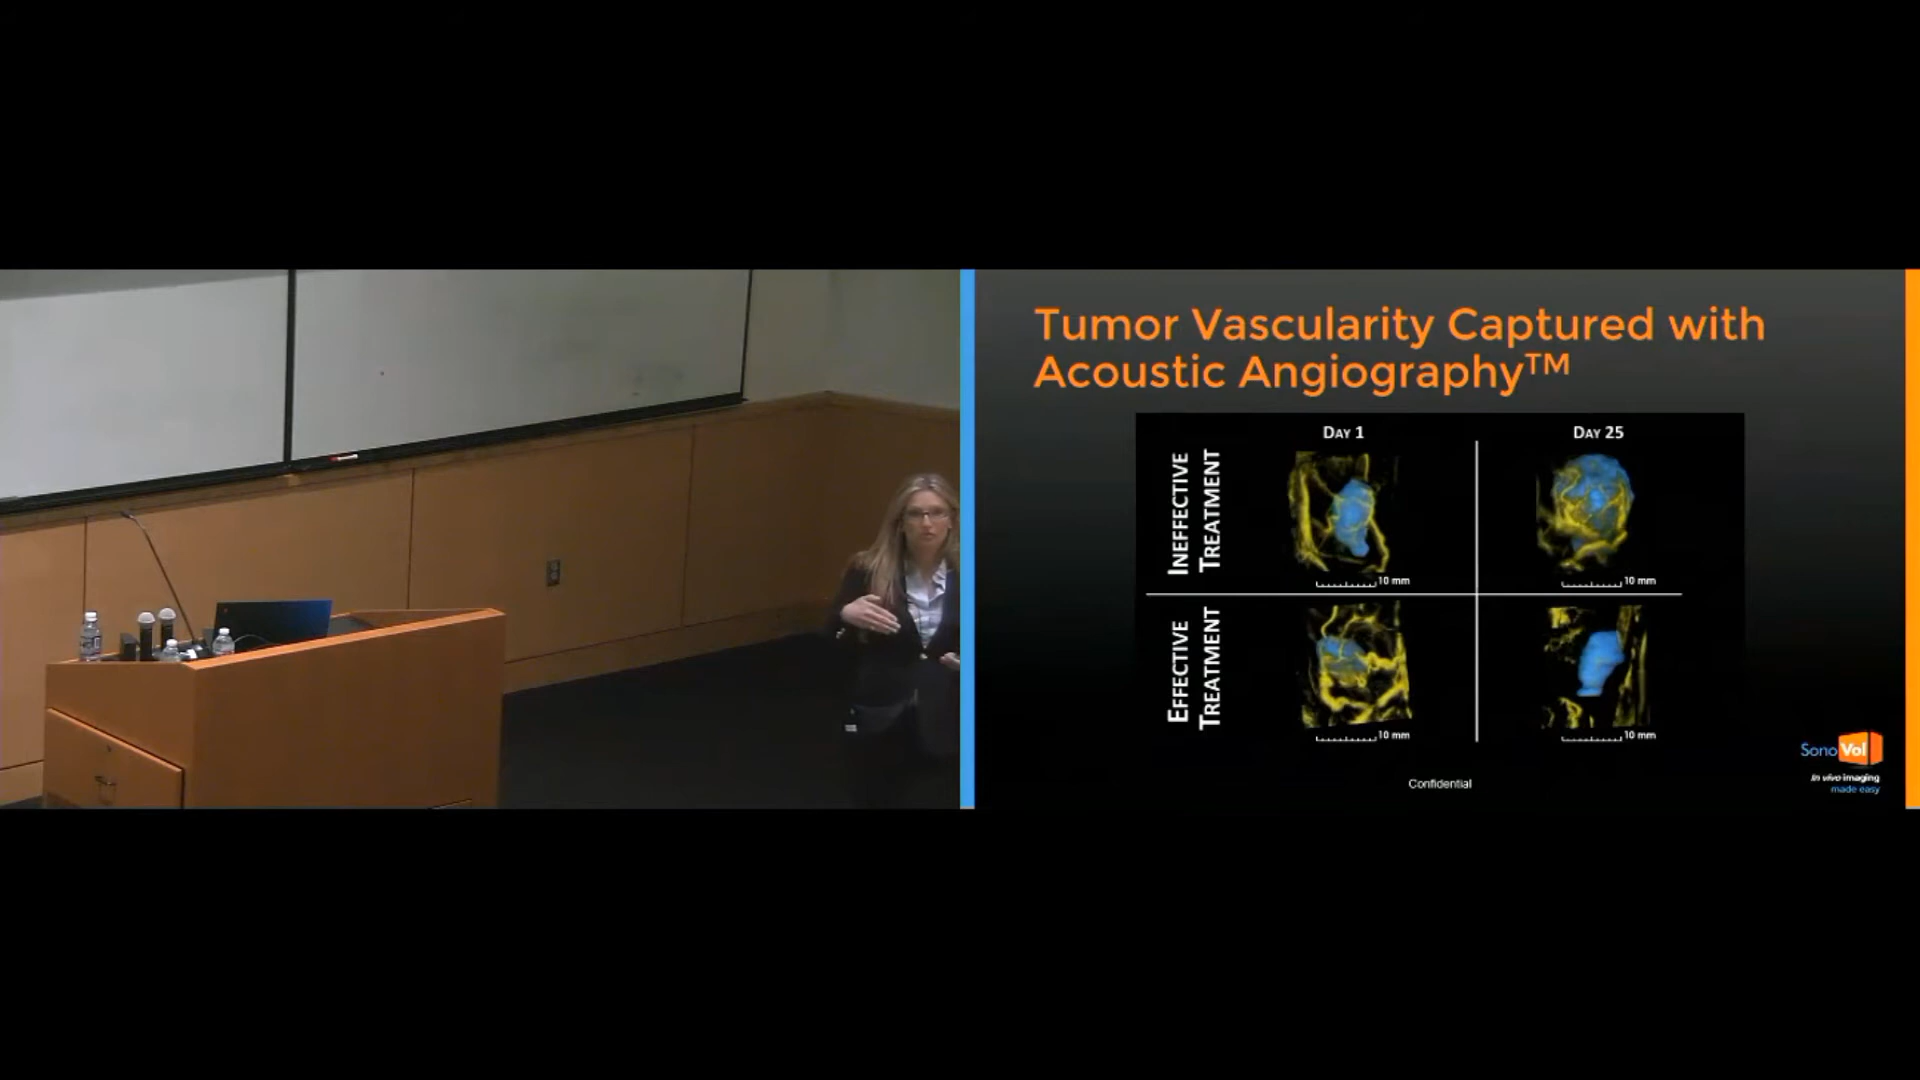 Tumor Vascularity Captured with
Acoustic Angiography™
DAY 1
DAY 25
INEFFECTIVE
TREATMENT
10 mm
10 mm
EFFECTIVE
TREATMENT
10 mm
10 mm
Confidential
SonoVol
In vivo imaging
made easy